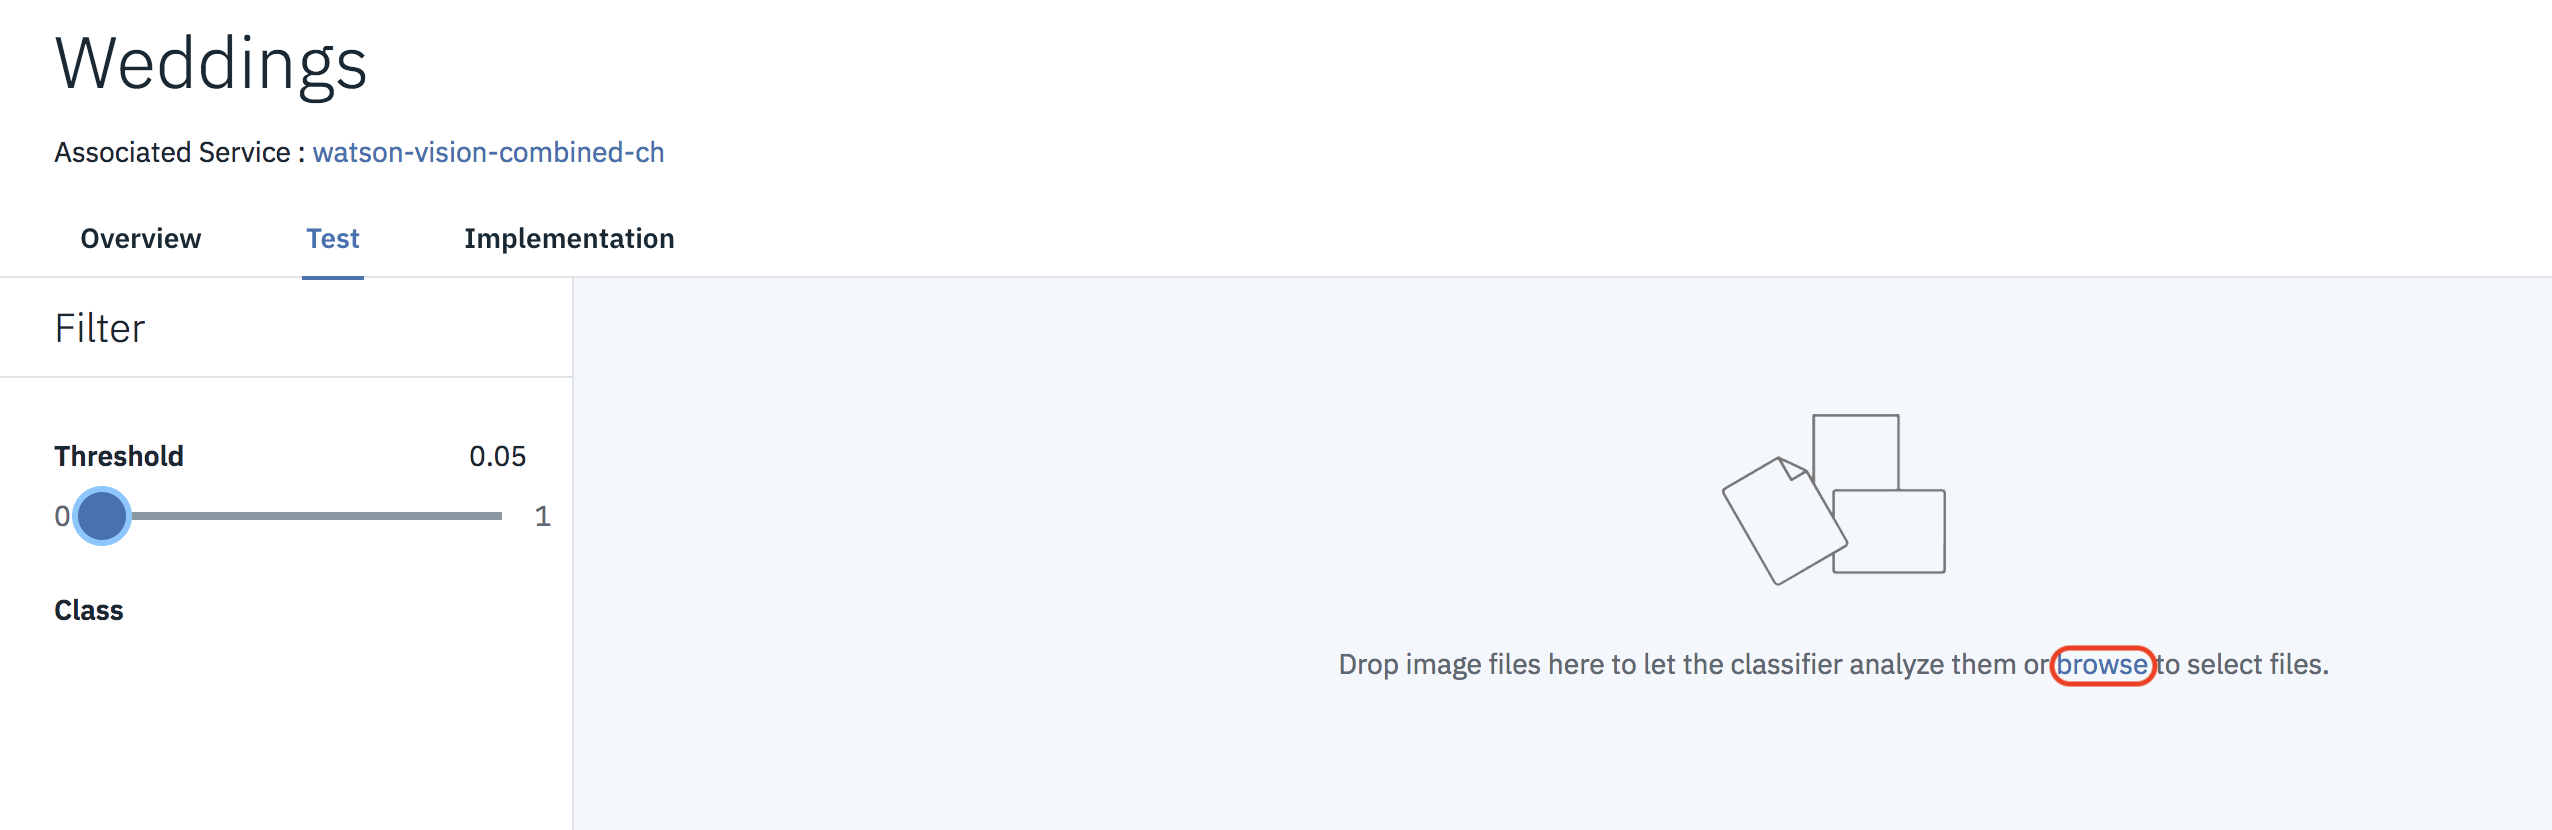 Weddings
Associated Service : watson-vision-combined-ch
Overview Test Implementation
Filter
Threshold 0.05
0 1
Class
Drop image files here to let the classifier analyze them or browse to select files.